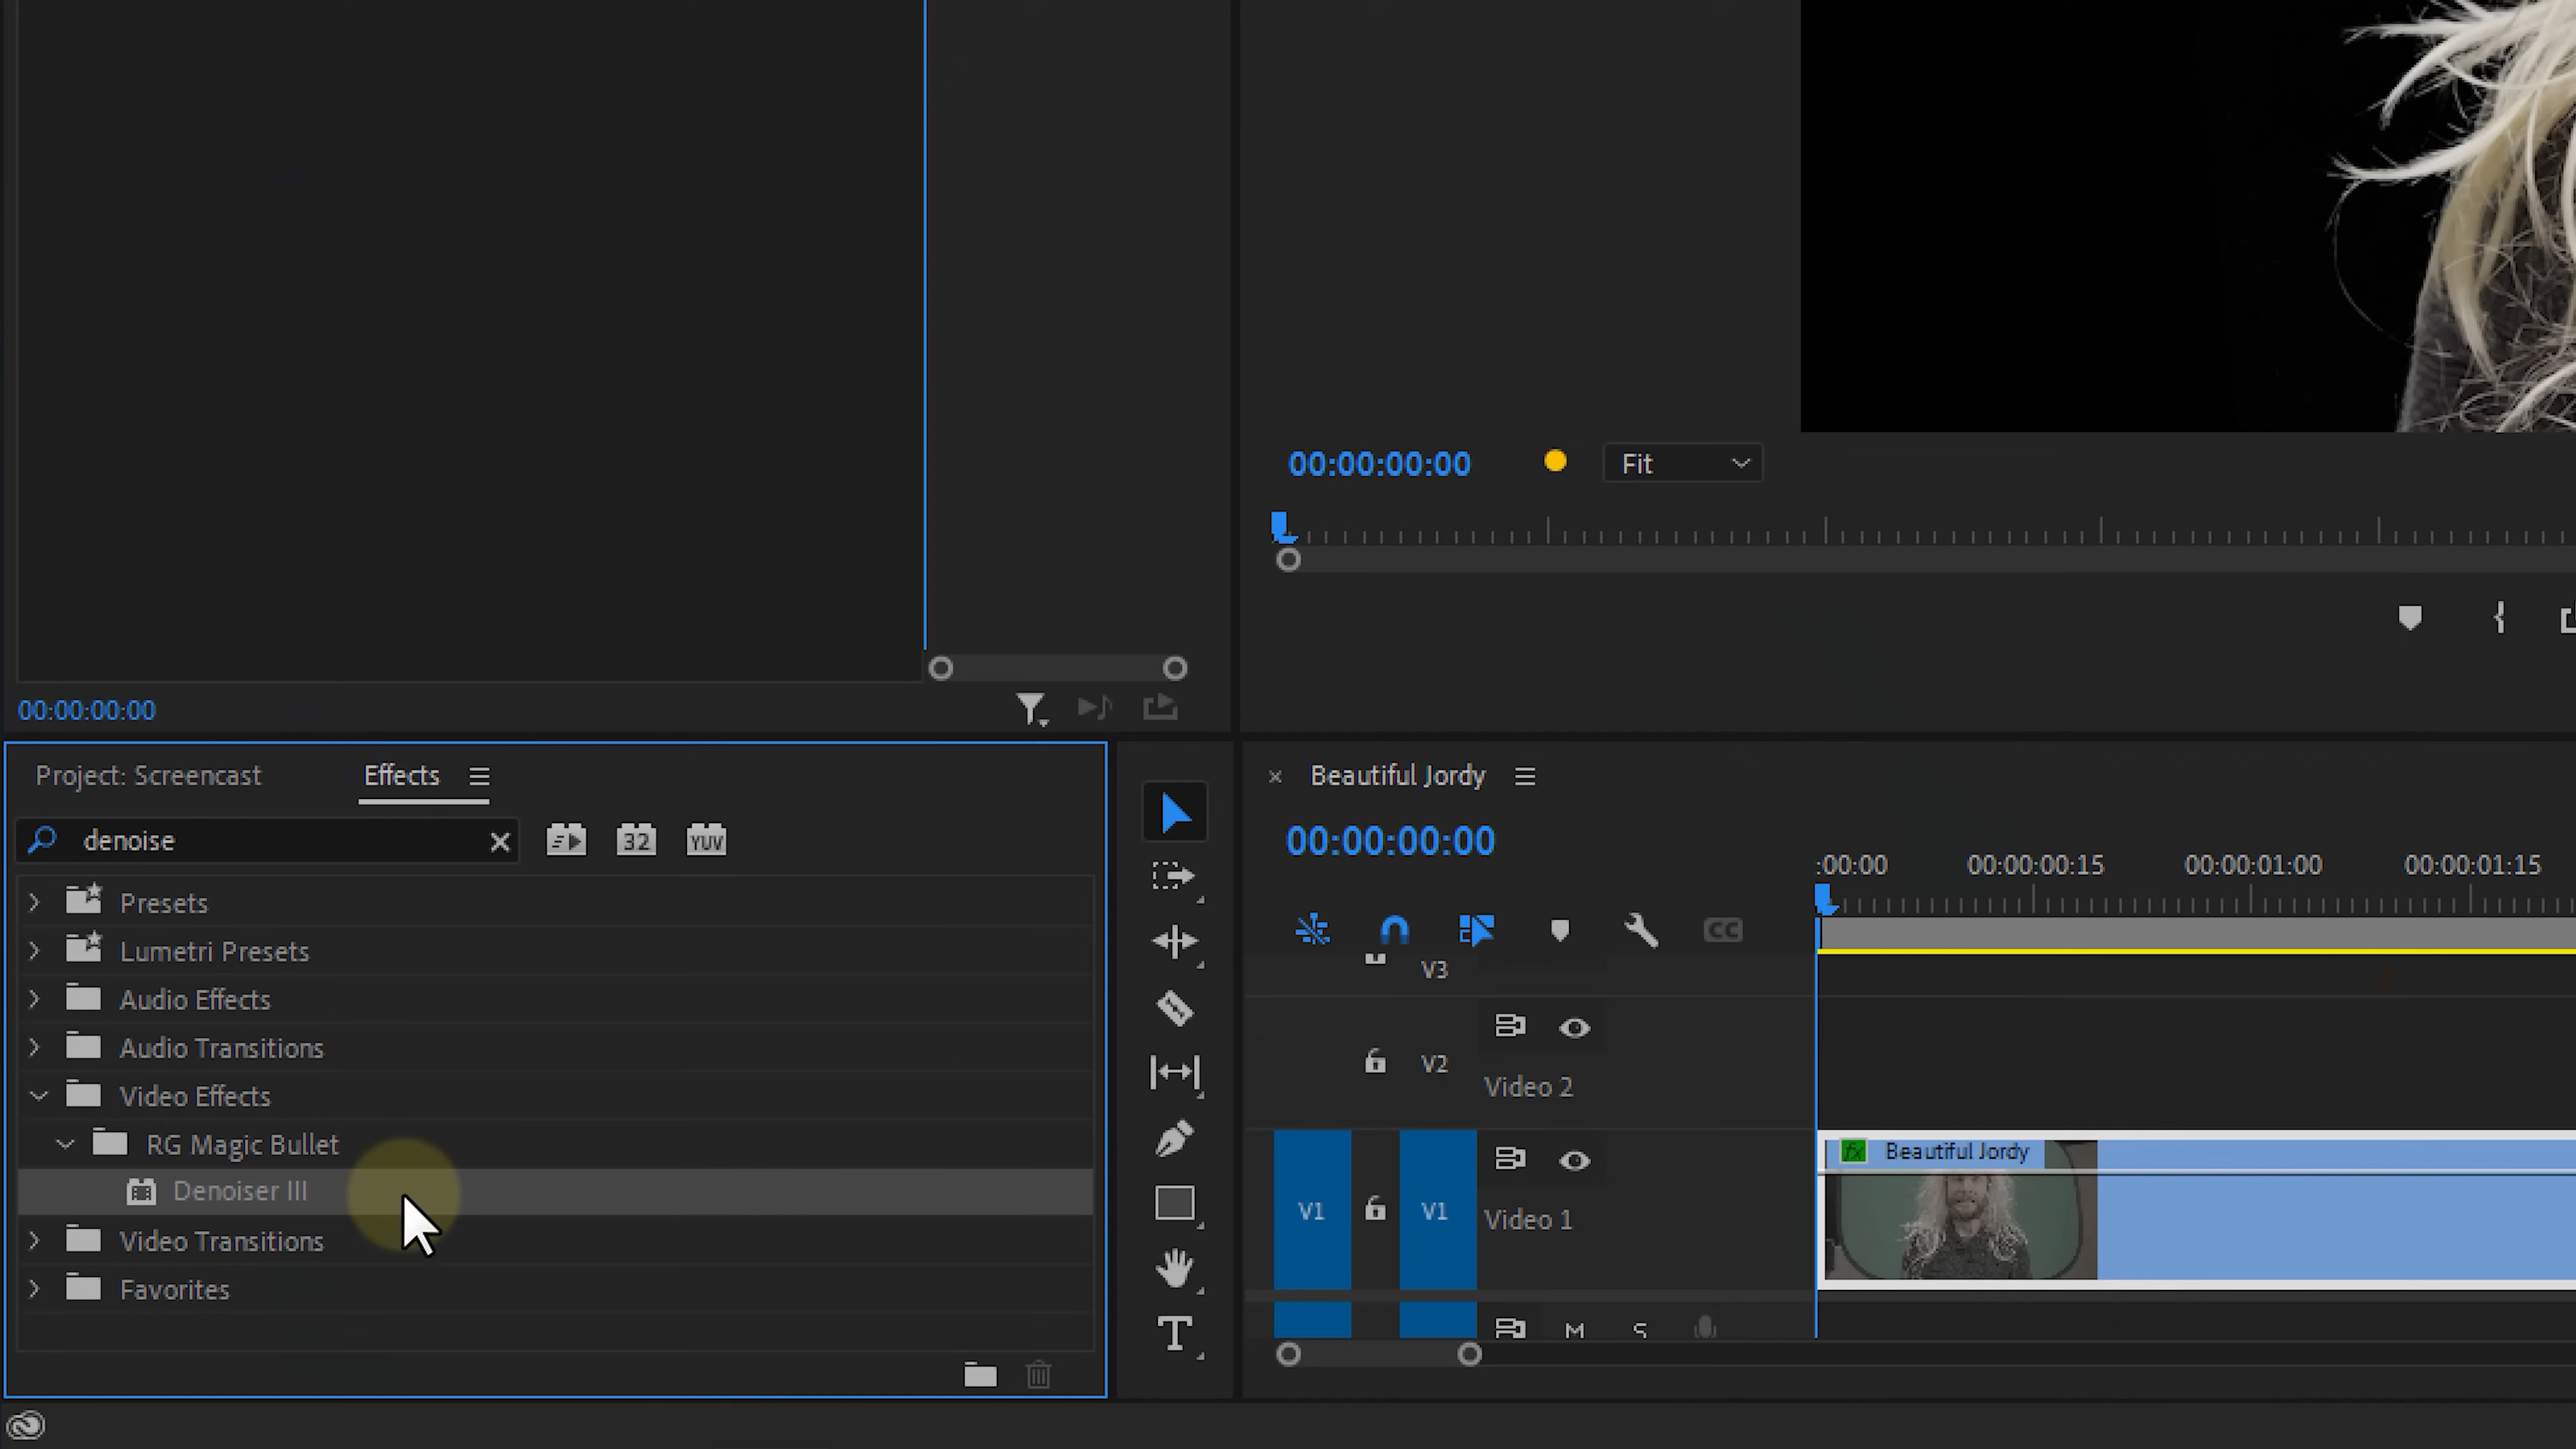 00:00:00:00
Fit
00:00:00:00
Project: Screencast
Effects
denoise
32
YUV
Presets
Lumetri Presets
Audio Effects
Audio Transitions
Video Effects
RG Magic Bullet
Denoiser III
Video Transitions
Favorites
T
× Beautiful Jordy
00:00:00:00
:00:00
00:00:00:15
00:00:01:00
00:00:01:15
CC
V3
V2
Video 2
V1
V1
Video 1
fx Beautiful Jordy
M
S